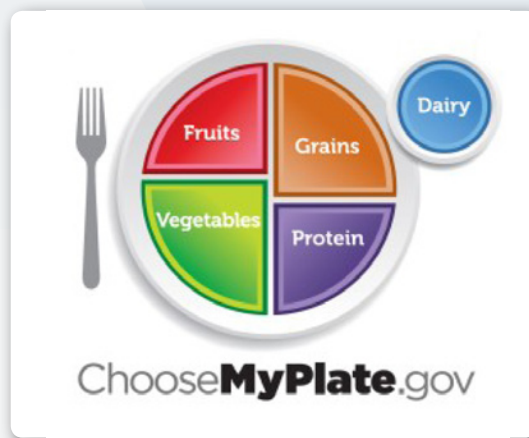 Dairy
Fruits
Grains
Vegetables
Protein
ChooseMyPlate.gov